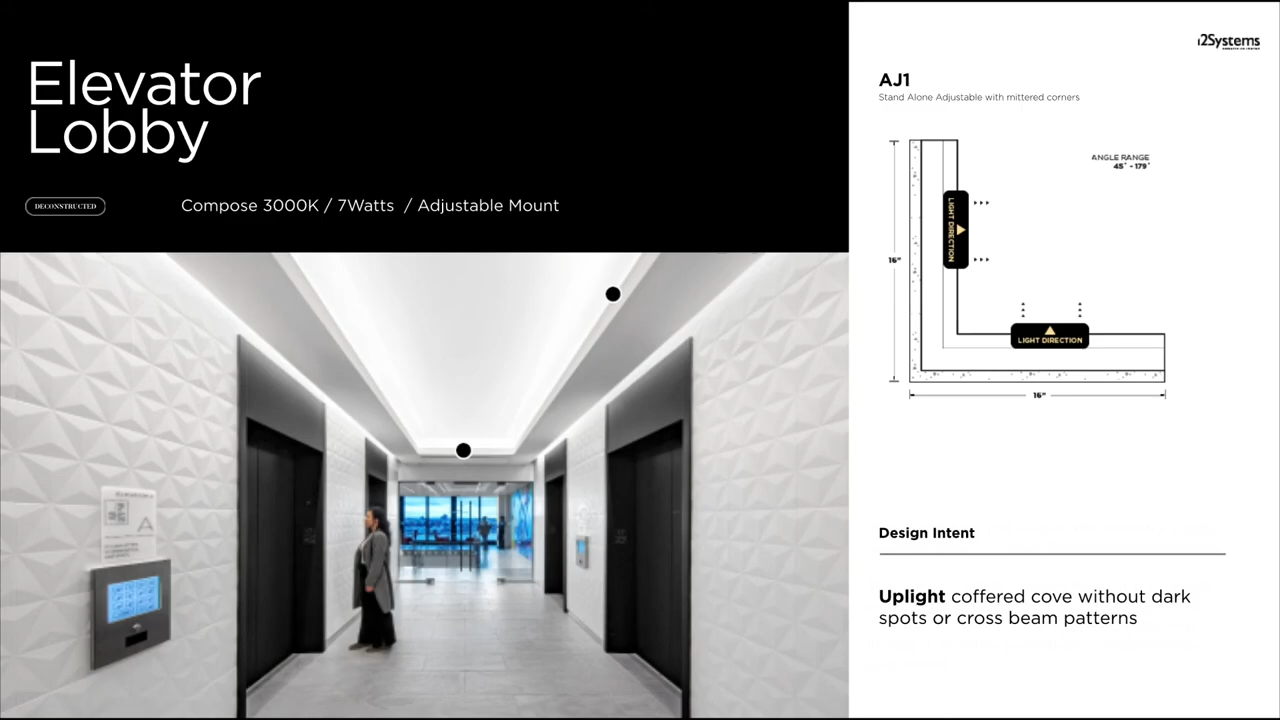 Elevator
Lobby
DECONSTRUCTED
Compose 3000K / 7Watts / Adjustable Mount
i2Systems
AJ1
Stand Alone Adjustable with mittered corners
ANGLE RANGE
45° - 179°
LIGHT DIRECTION
16"
LIGHT DIRECTION
16"
Design Intent
Uplight coffered cove without dark
spots or cross beam patterns